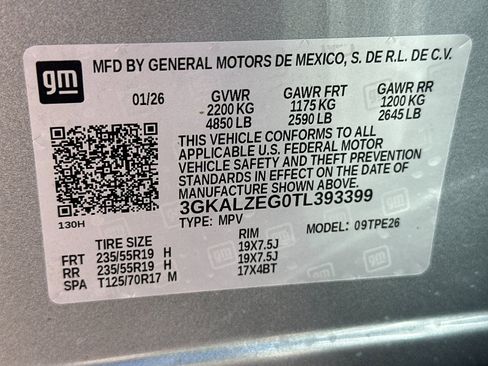 gm
MFD BY GENERAL MOTORS DE MEXICO, S. DE R.L. DE C.V.
01/26 GVWR GAWR FRT GAWR RR
2200 KG 1175 KG 1200 KG
4850 LB 2590 LB 2645 LB
THIS VEHICLE CONFORMS TO ALL
APPLICABLE U.S. FEDERAL MOTOR
VEHICLE SAFETY AND THEFT PREVENTION
STANDARDS IN EFFECT ON THE DATE OF
MANUFACTURE SHOWN ABOVE.
3GKALZEG0TL393399
130H TYPE: MPV MODEL: 09TPE26
TIRE SIZE RIM
FRT 235/55R19 H 19X7.5J
RR 235/55R19 H 19X7.5J
SPA T125/70R17 M 17X4BT